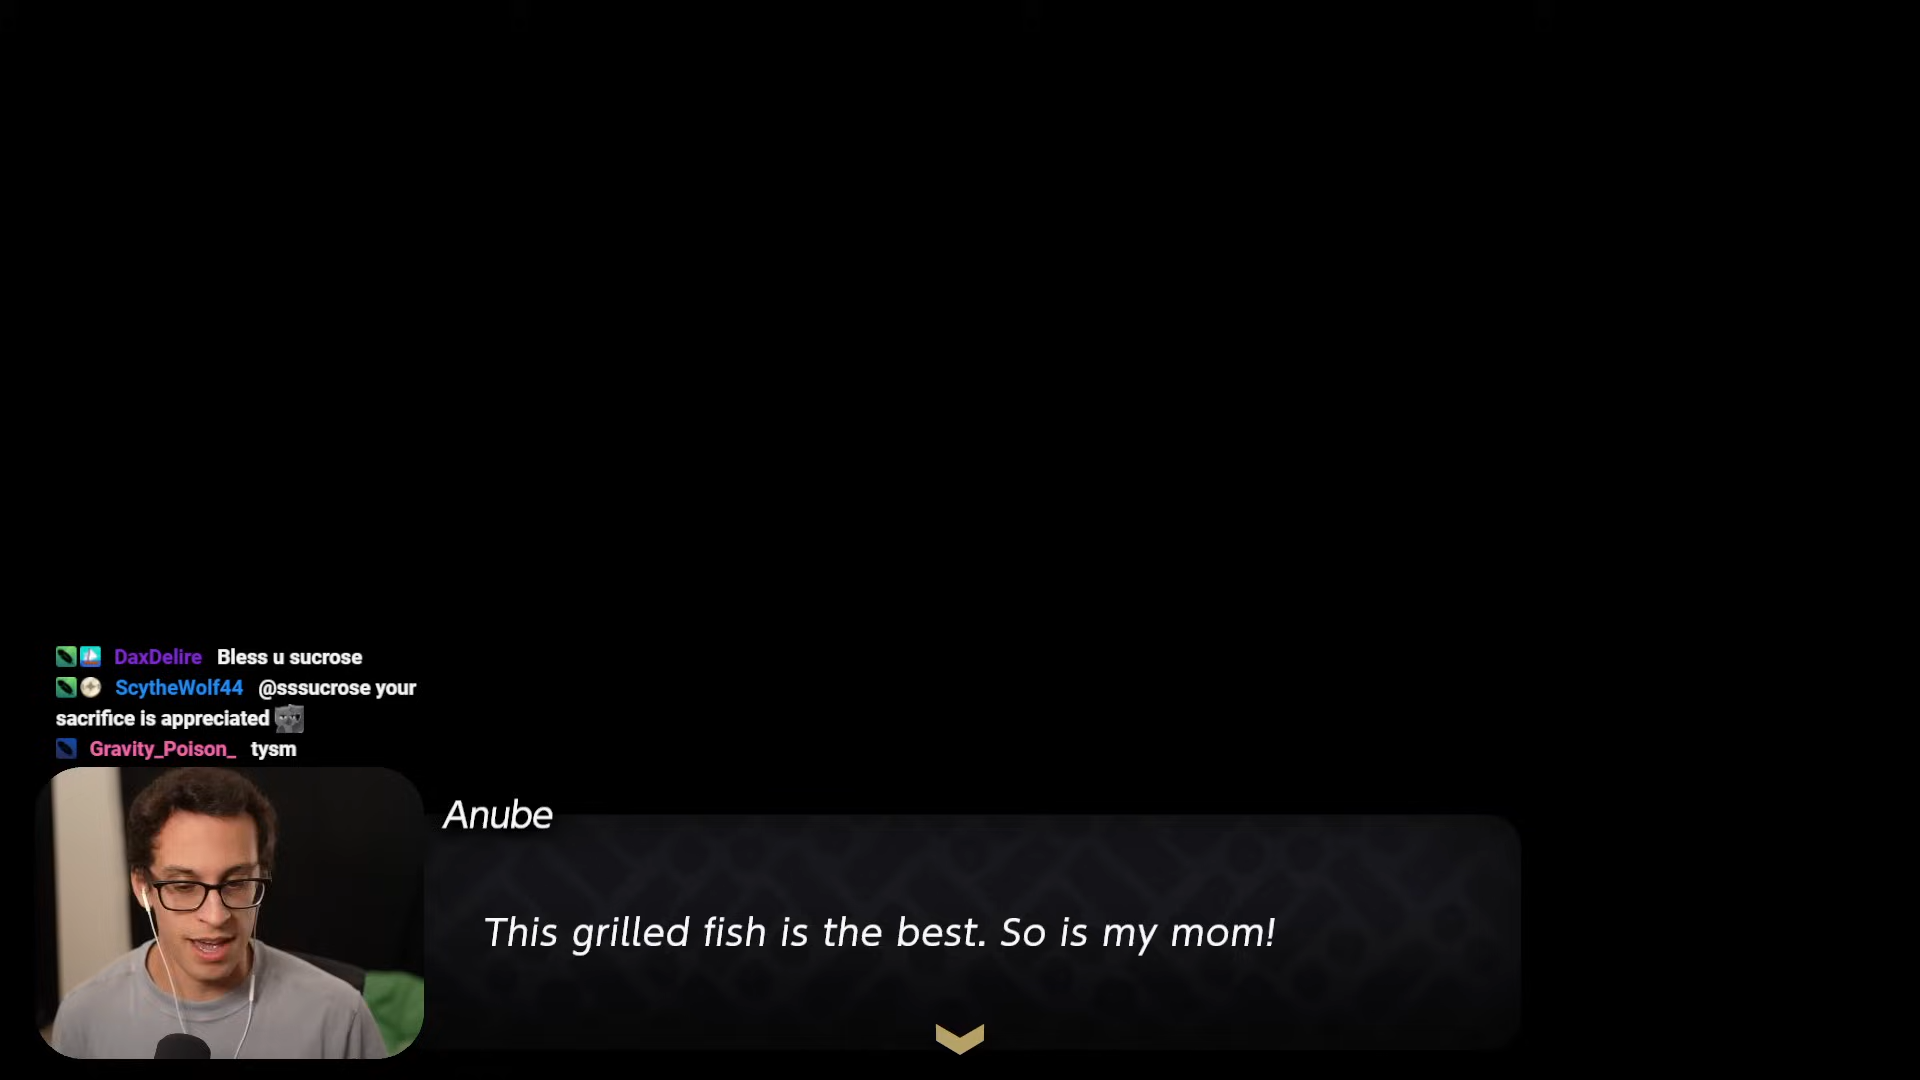 DaxDelire Bless u sucrose
ScytheWolf44 @sssucrose your
sacrifice is appreciated
Gravity_Poison_ tysm
Anube
This grilled fish is the best. So is my mom!